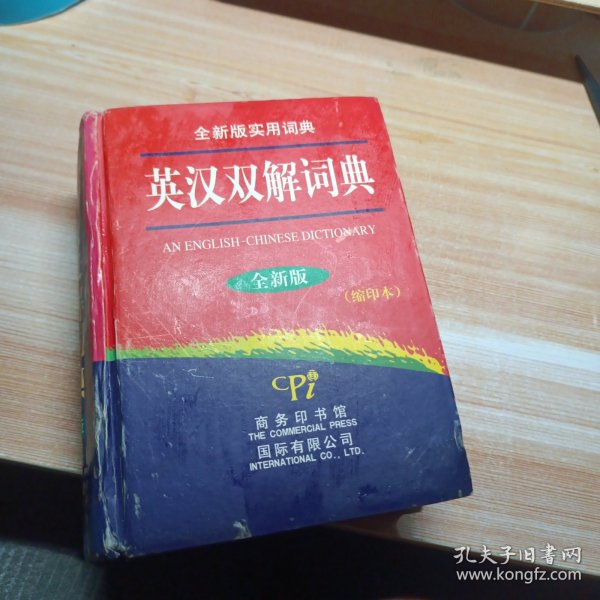 全新版实用词典
英汉双解词典
AN ENGLISH-CHINESE DICTIONARY
全新版
(缩印本)
CPi
商务印书馆
THE COMMERCIAL PRESS
国际有限公司
INTERNATIONAL CO., LTD.
孔夫子旧书网
www.kongfz.com